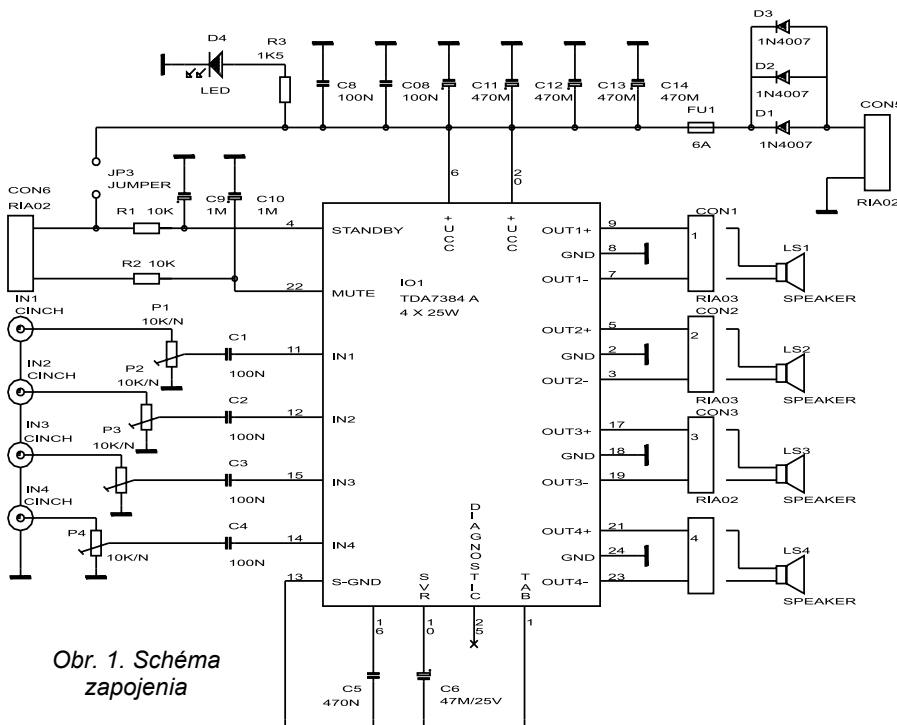 D3
1N4007
D2
1N4007
D1
1N4007
CON5
RIA02
D4
LED
R3
1K5
C8
100N
C08
100N
C11
470M
C12
470M
C13
470M
C14
470M
FU1
6A
JP3
JUMPER
CON6
RIA02
R1 10K
R2 10K
C9
1M
C10
1M
6
20
+UCC
+UCC
4
STANDBY
22
MUTE
IO1
TDA7384 A
4 X 25W
IN1
CINCH
P1
10K/N
C1
100N
11
IN1
IN2
CINCH
P2
10K/N
C2
100N
12
IN2
IN3
CINCH
P3
10K/N
C3
100N
15
IN3
IN4
CINCH
P4
10K/N
C4
100N
14
IN4
13
S-GND
SVR
DIAGNOSTIC
TAB
16
10
25
1
C5
470N
C6
47M/25V
OUT1+
9
GND
8
OUT1-
7
CON1
1
RIA03
LS1
SPEAKER
OUT2+
5
GND
2
OUT2-
3
CON2
2
RIA03
LS2
SPEAKER
OUT3+
17
GND
18
OUT3-
19
CON3
3
RIA02
LS3
SPEAKER
OUT4+
21
GND
24
OUT4-
23
4
LS4
SPEAKER
Obr. 1. Schéma
zapojenia